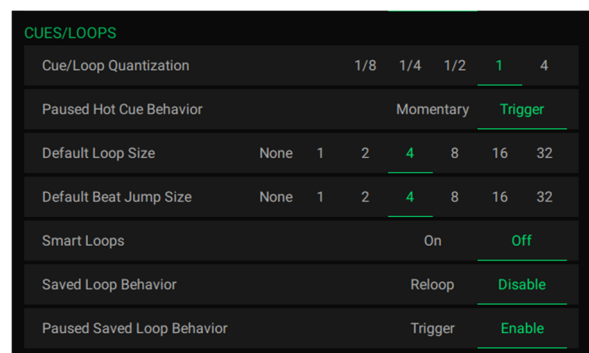 CUES/LOOPS
Cue/Loop Quantization 1/8 1/4 1/2 1 4
Paused Hot Cue Behavior Momentary Trigger
Default Loop Size None 1 2 4 8 16 32
Default Beat Jump Size None 1 2 4 8 16 32
Smart Loops On Off
Saved Loop Behavior Reloop Disable
Paused Saved Loop Behavior Trigger Enable